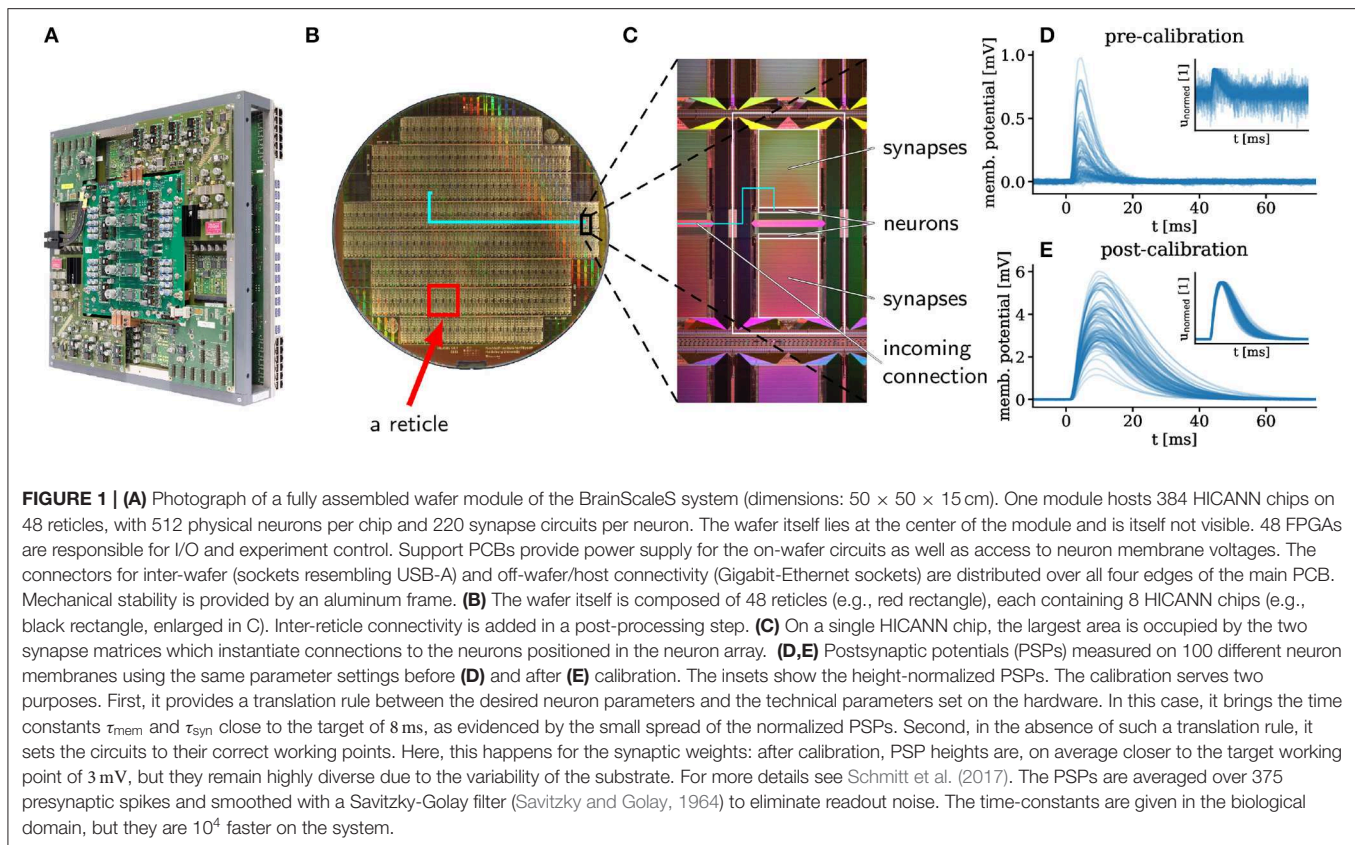 A
B
C
D
pre-calibration
memb. potential [mV]
1.0
0.5
0.0
0
20
40
60
t [ms]
u_normed [1]
t [ms]
synapses
neurons
synapses
incoming
connection
a reticle
E
post-calibration
memb. potential [mV]
6
4
2
0
0
20
40
60
t [ms]
u_normed [1]
t [ms]
FIGURE 1 | (A) Photograph of a fully assembled wafer module of the BrainScaleS system (dimensions: 50 × 50 × 15 cm). One module hosts 384 HICANN chips on
48 reticles, with 512 physical neurons per chip and 220 synapse circuits per neuron. The wafer itself lies at the center of the module and is itself not visible. 48 FPGAs
are responsible for I/O and experiment control. Support PCBs provide power supply for the on-wafer circuits as well as access to neuron membrane voltages. The
connectors for inter-wafer (sockets resembling USB-A) and off-wafer/host connectivity (Gigabit-Ethernet sockets) are distributed over all four edges of the main PCB.
Mechanical stability is provided by an aluminum frame. (B) The wafer itself is composed of 48 reticles (e.g., red rectangle), each containing 8 HICANN chips (e.g.,
black rectangle, enlarged in C). Inter-reticle connectivity is added in a post-processing step. (C) On a single HICANN chip, the largest area is occupied by the two
synapse matrices which instantiate connections to the neurons positioned in the neuron array. (D,E) Postsynaptic potentials (PSPs) measured on 100 different neuron
membranes using the same parameter settings before (D) and after (E) calibration. The insets show the height-normalized PSPs. The calibration serves two
purposes. First, it provides a translation rule between the desired neuron parameters and the technical parameters set on the hardware. In this case, it brings the time
constants τmem and τsyn close to the target of 8 ms, as evidenced by the small spread of the normalized PSPs. Second, in the absence of such a translation rule, it
sets the circuits to their correct working points. Here, this happens for the synaptic weights: after calibration, PSP heights are, on average closer to the target working
point of 3 mV, but they remain highly diverse due to the variability of the substrate. For more details see Schmitt et al. (2017). The PSPs are averaged over 375
presynaptic spikes and smoothed with a Savitzky-Golay filter (Savitzky and Golay, 1964) to eliminate readout noise. The time-constants are given in the biological
domain, but they are 10⁴ faster on the system.